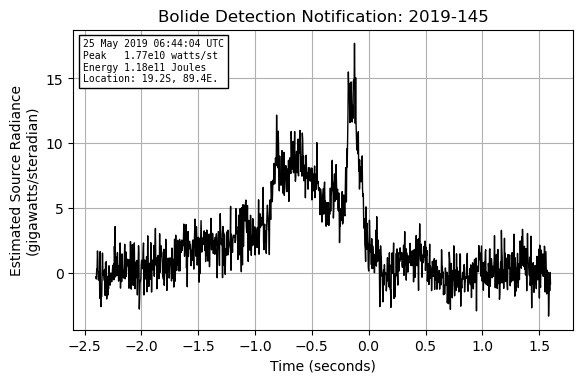 Bolide Detection Notification: 2019-145
25 May 2019 06:44:04 UTC
Peak   1.77e10 watts/st
Energy 1.18e11 Joules
Location: 19.2S, 89.4E.
Estimated Source Radiance
(gigawatts/steradian)
15
10
5
0
−2.5 −2.0 −1.5 −1.0 −0.5 0.0 0.5 1.0 1.5
Time (seconds)